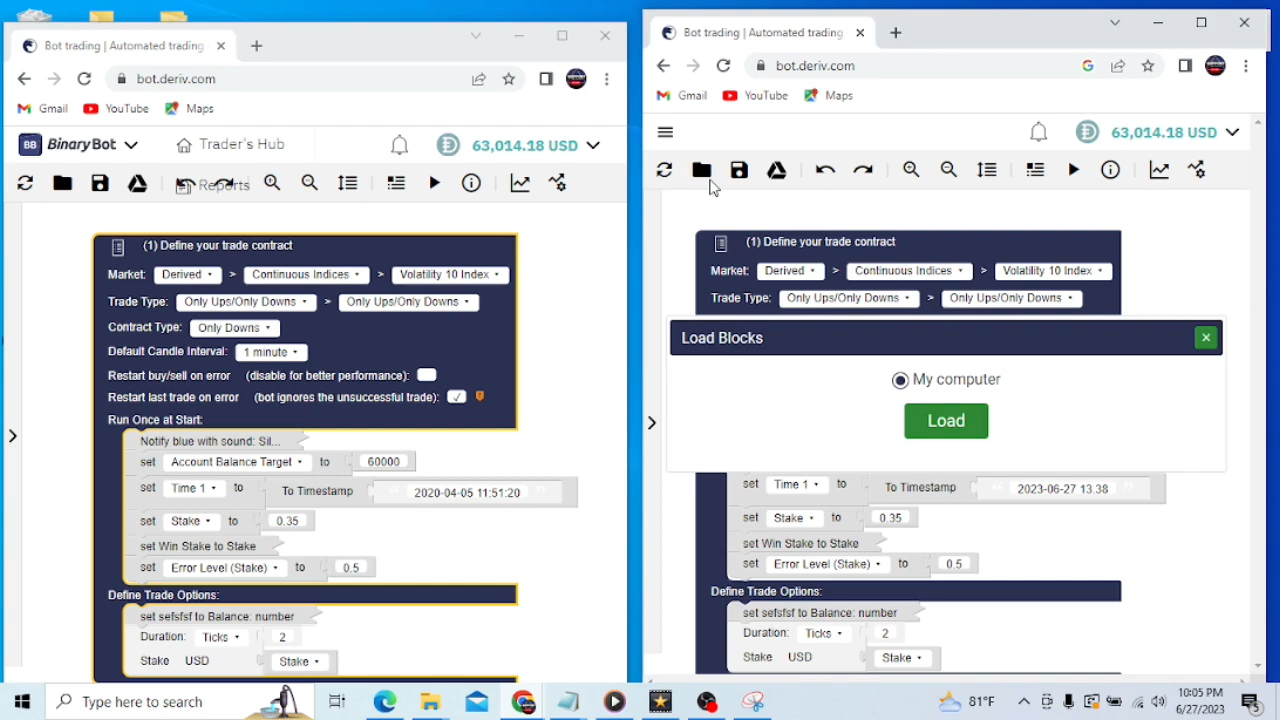 Bot trading | Automated trading
bot.deriv.com
Gmail YouTube Maps
BB BinaryBot Trader's Hub 63,014.18 USD
Reports
(1) Define your trade contract
Market: Derived > Continuous Indices > Volatility 10 Index
Trade Type: Only Ups/Only Downs > Only Ups/Only Downs
Contract Type: Only Downs
Default Candle Interval: 1 minute
Restart buy/sell on error (disable for better performance):
Restart last trade on error (bot ignores the unsuccessful trade):
Run Once at Start:
Notify blue with sound: Sil...
set Account Balance Target to 60000
set Time 1 to To Timestamp “ 2020-04-05 11:51:20 ”
set Stake to 0.35
set Win Stake to Stake
set Error Level (Stake) to 0.5
Define Trade Options:
set sefsfsf to Balance: number
Duration: Ticks 2
Stake USD Stake
Bot trading | Automated trading
bot.deriv.com
Gmail YouTube Maps
63,014.18 USD
(1) Define your trade contract
Market: Derived > Continuous Indices > Volatility 10 Index
Trade Type: Only Ups/Only Downs > Only Ups/Only Downs
Load Blocks
My computer
Load
set Time 1 to To Timestamp “ 2023-06-27 13.38 ”
set Stake to 0.35
set Win Stake to Stake
set Error Level (Stake) to 0.5
Define Trade Options:
set sefsfsf to Balance: number
Duration: Ticks 2
Stake USD Stake
Type here to search
81°F
10:05 PM
6/27/2023
5